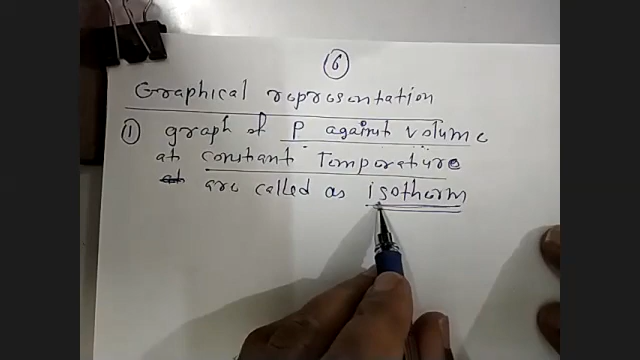 6
Graphical representation
1 graph of P against volume
at constant Temperature
are called as isotherm